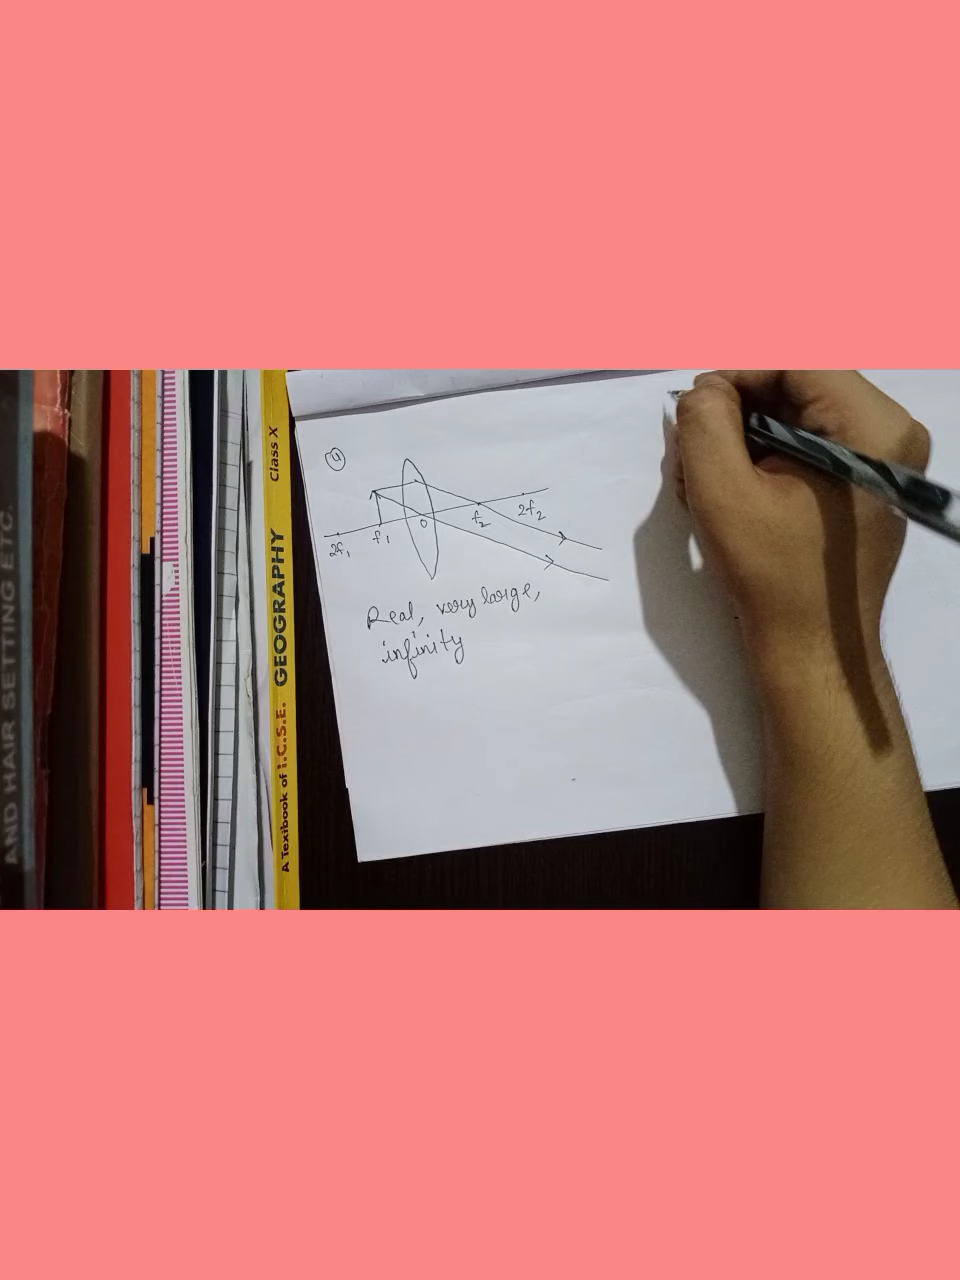 AND HAIR SETTING ETC.
A Textbook of I.C.S.E. GEOGRAPHY Class X
4
2f₁ f₁ O f₂ 2f₂
Real, very large,
infinity